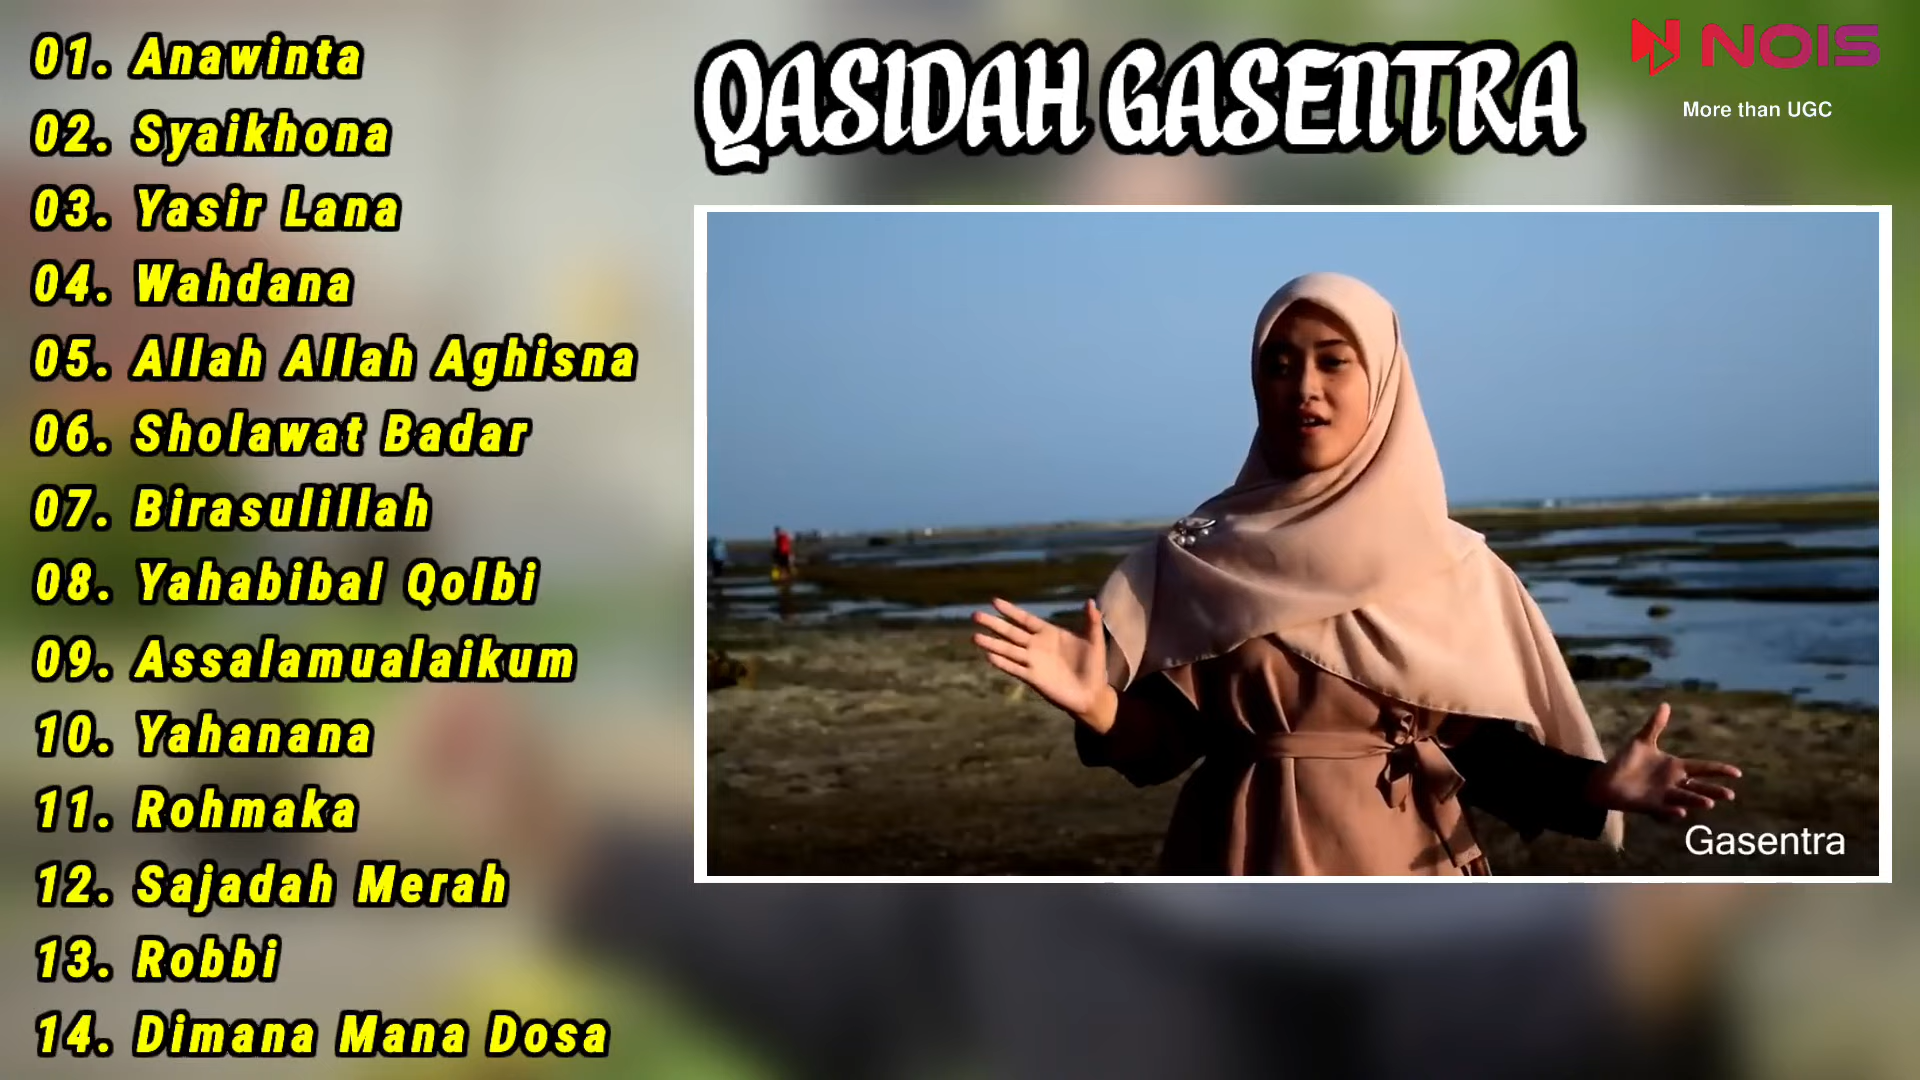 01. Anawinta
02. Syaikhona
03. Yasir Lana
04. Wahdana
05. Allah Allah Aghisna
06. Sholawat Badar
07. Birasulillah
08. Yahabibal Qolbi
09. Assalamualaikum
10. Yahanana
11. Rohmaka
12. Sajadah Merah
13. Robbi
14. Dimana Mana Dosa
QASIDAH GASENTRA
NOIS
More than UGC
Gasentra